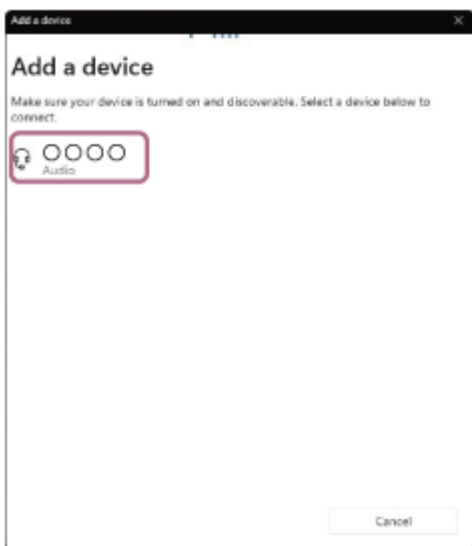 Add a device
Add a device
Make sure your device is turned on and discoverable. Select a device below to
connect.
○○○○
Audio
Cancel